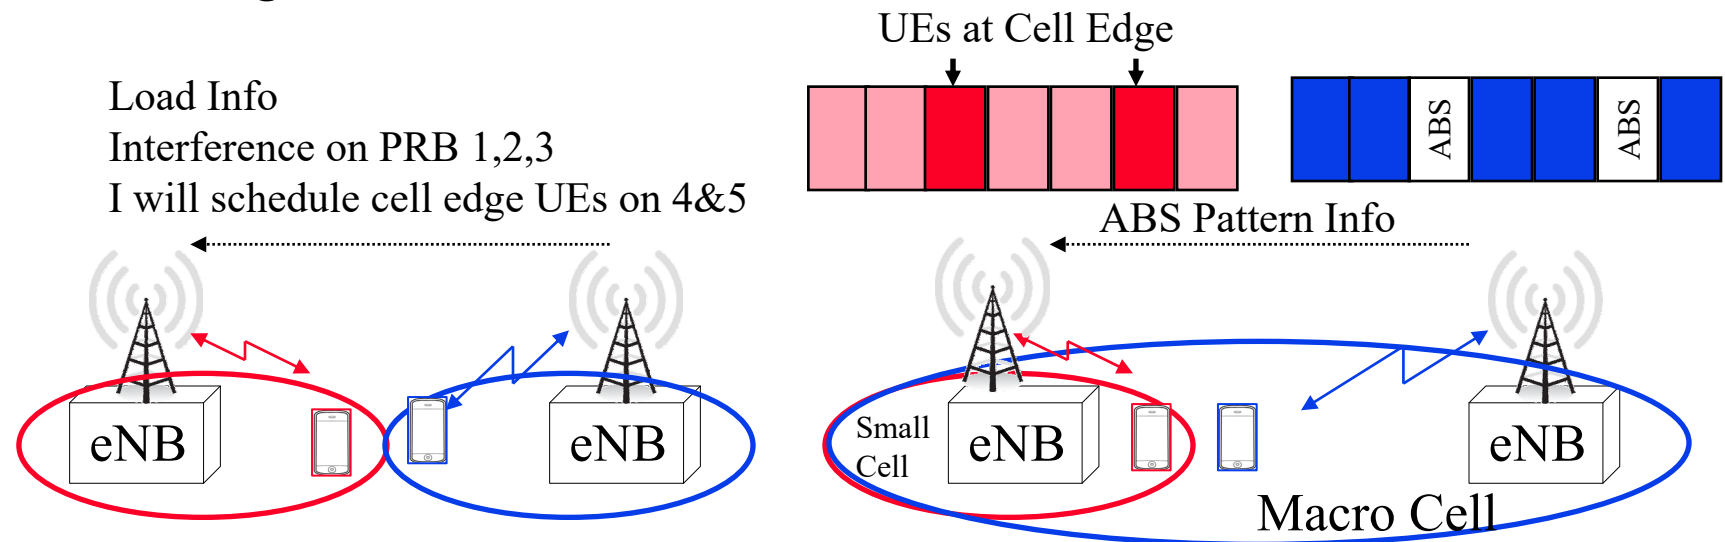 UEs at Cell Edge
Load Info
Interference on PRB 1,2,3
I will schedule cell edge UEs on 4&5
ABS
ABS
ABS Pattern Info
eNB
eNB
Small
Cell
eNB
eNB
Macro Cell